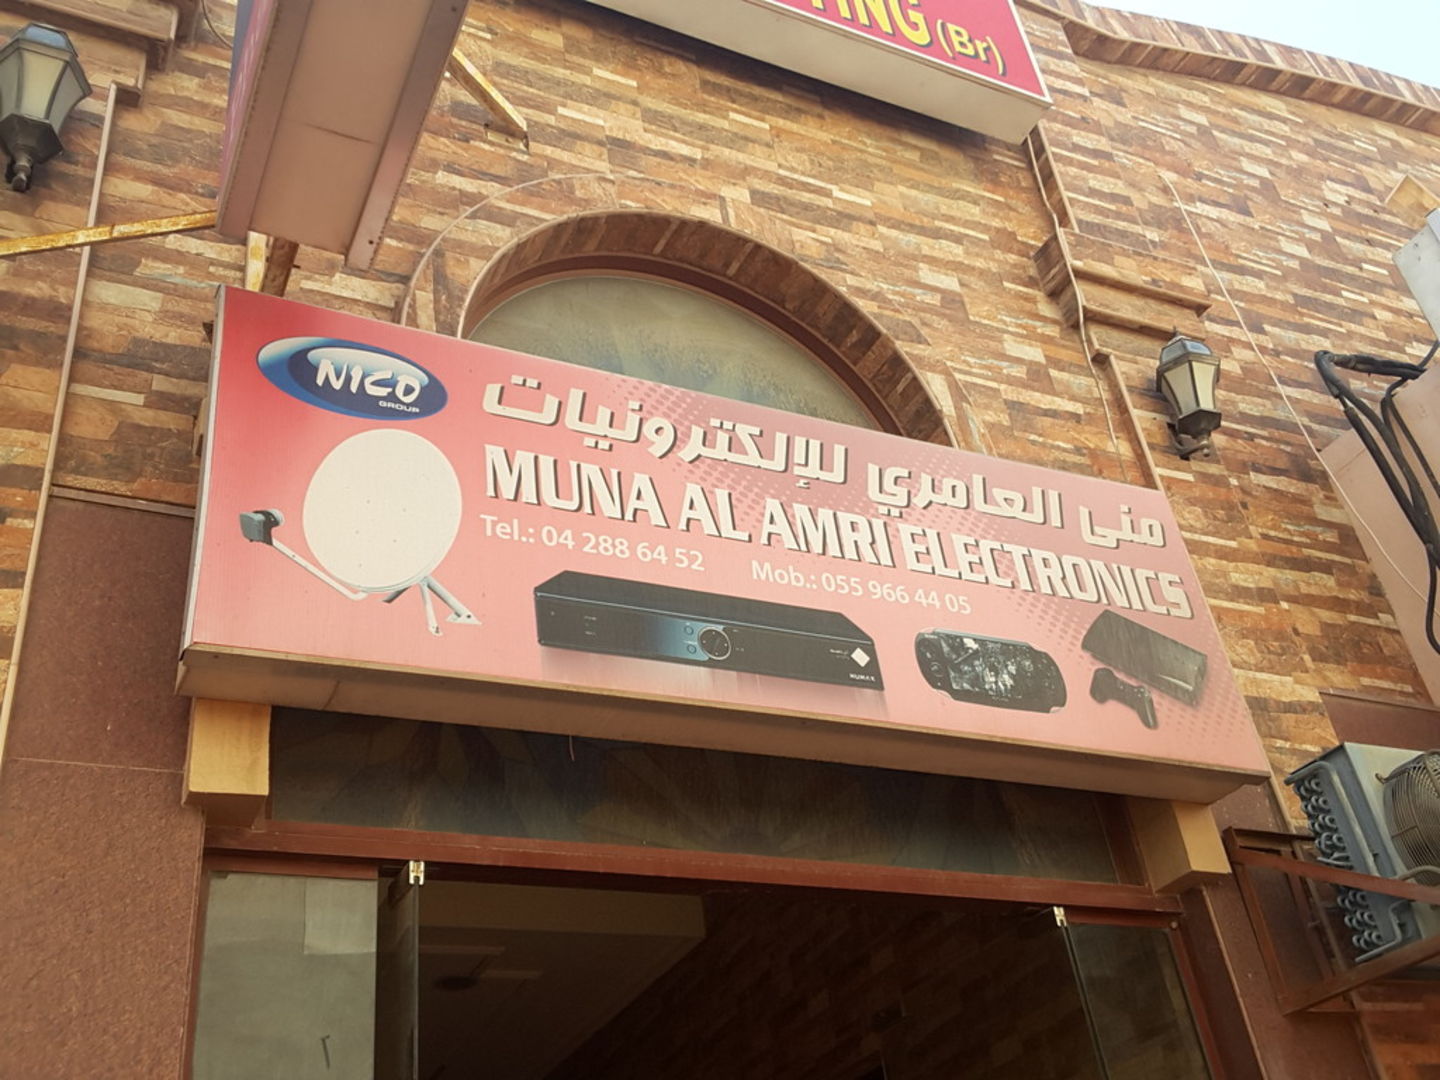 (Br)
NICO
GROUP
منى العامري للإلكترونيات
MUNA AL AMRI ELECTRONICS
Tel.: 04 288 64 52 Mob.: 055 966 44 05
HUMAX